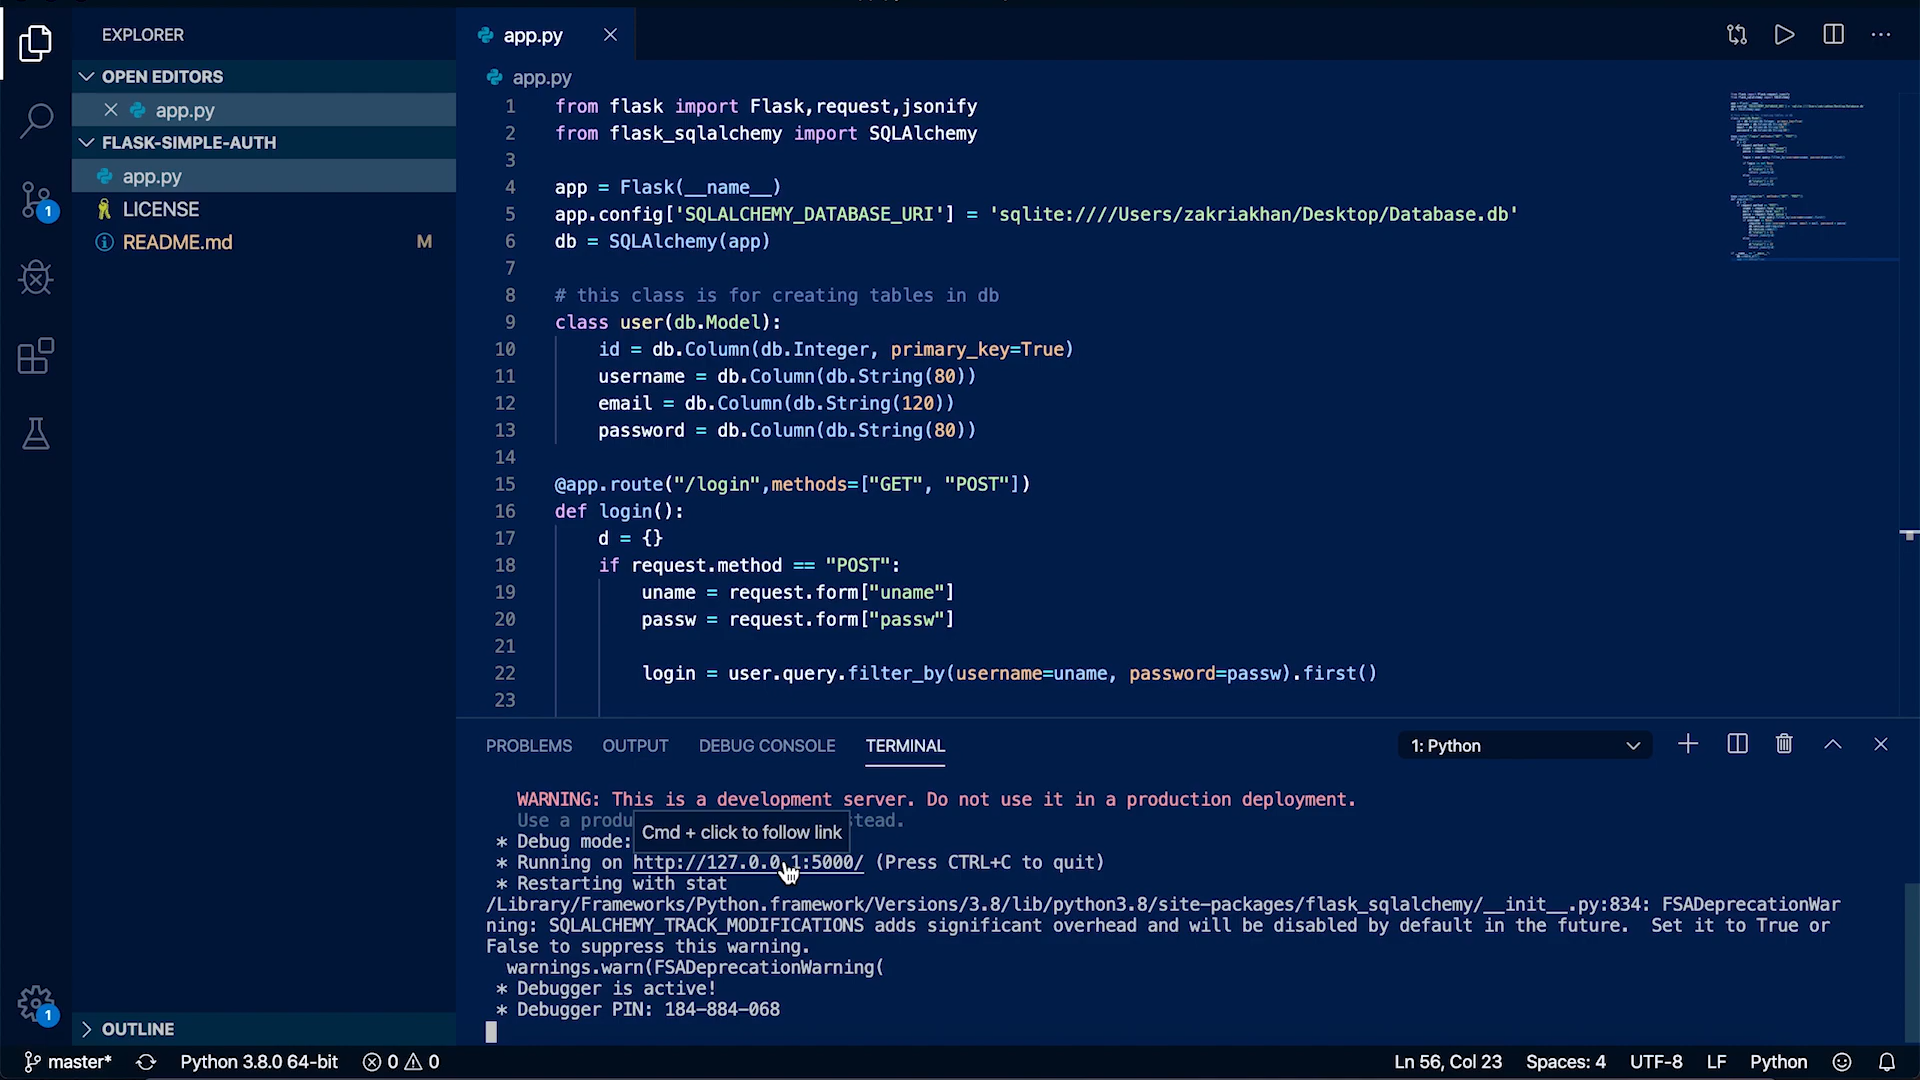 EXPLORER
OPEN EDITORS
app.py
FLASK-SIMPLE-AUTH
app.py
LICENSE
README.md M
1
1
OUTLINE
app.py
app.py
1 from flask import Flask,request,jsonify
2 from flask_sqlalchemy import SQLAlchemy
3
4 app = Flask(__name__)
5 app.config['SQLALCHEMY_DATABASE_URI'] = 'sqlite:////Users/zakriakhan/Desktop/Database.db'
6 db = SQLAlchemy(app)
7
8 # this class is for creating tables in db
9 class user(db.Model):
10 id = db.Column(db.Integer, primary_key=True)
11 username = db.Column(db.String(80))
12 email = db.Column(db.String(120))
13 password = db.Column(db.String(80))
14
15 @app.route("/login",methods=["GET", "POST"])
16 def login():
17 d = {}
18 if request.method == "POST":
19 uname = request.form["uname"]
20 passw = request.form["passw"]
21
22 login = user.query.filter_by(username=uname, password=passw).first()
23
PROBLEMS OUTPUT DEBUG CONSOLE TERMINAL 1: Python
WARNING: This is a development server. Do not use it in a production deployment.
Use a produ stead.
Cmd + click to follow link
* Debug mode:
* Running on http://127.0.0.1:5000/ (Press CTRL+C to quit)
* Restarting with stat
/Library/Frameworks/Python.framework/Versions/3.8/lib/python3.8/site-packages/flask_sqlalchemy/__init__.py:834: FSADeprecationWar
ning: SQLALCHEMY_TRACK_MODIFICATIONS adds significant overhead and will be disabled by default in the future. Set it to True or
False to suppress this warning.
warnings.warn(FSADeprecationWarning(
* Debugger is active!
* Debugger PIN: 184-884-068
master* Python 3.8.0 64-bit 0 0 Ln 56, Col 23 Spaces: 4 UTF-8 LF Python